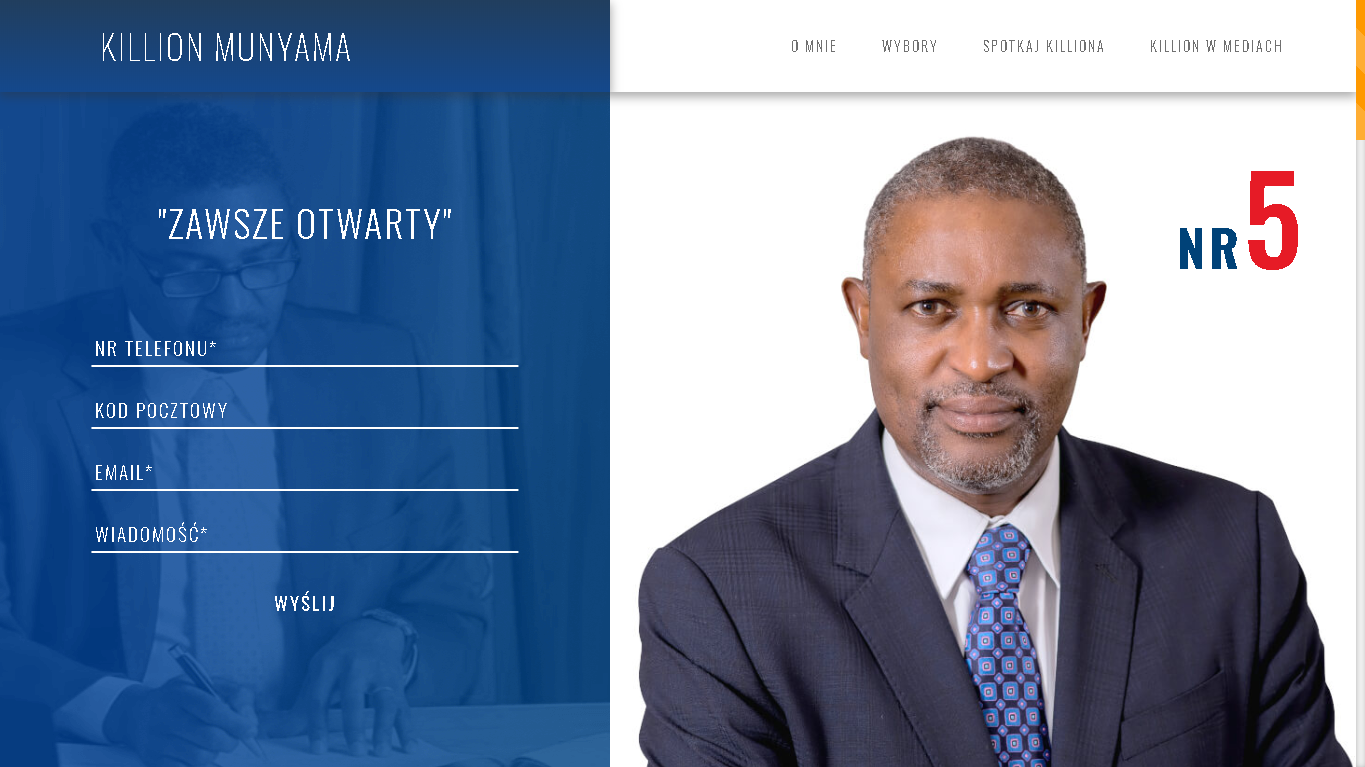 KILLION MUNYAMA
O MNIE
WYBORY
SPOTKAJ KILLIONA
KILLION W MEDIACH
"ZAWSZE OTWARTY"
NR 5
NR TELEFONU*
KOD POCZTOWY
EMAIL*
WIADOMOŚĆ*
WYŚLIJ